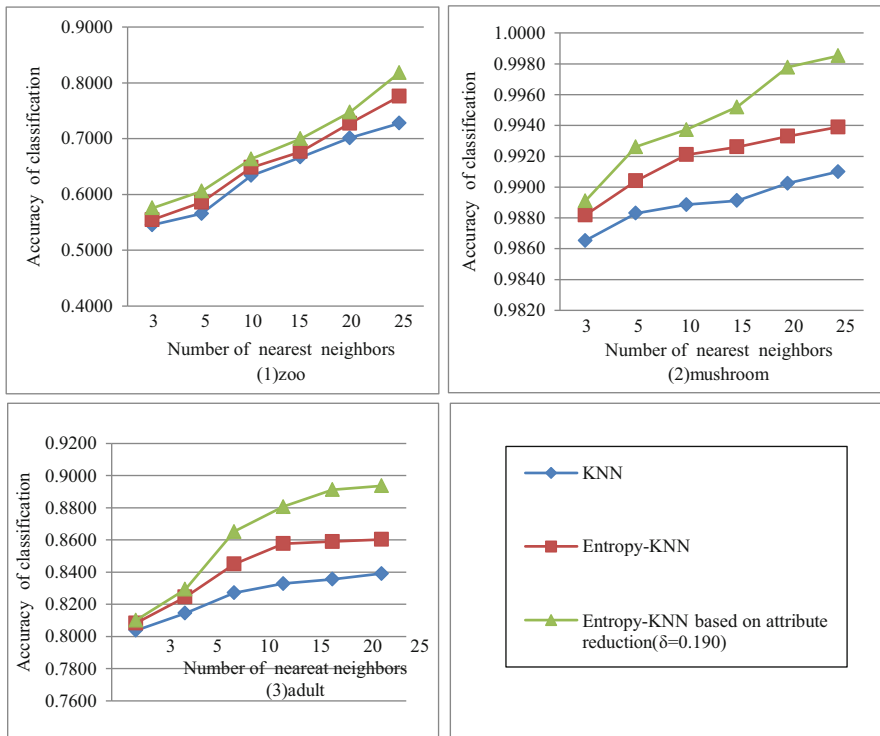 0.9000
0.8000
0.7000
0.6000
0.5000
0.4000
Accuracy of classification
3 5 10 15 20 25
Number of nearest neighbors
(1)zoo
1.0000
0.9980
0.9960
0.9940
0.9920
0.9900
0.9880
0.9860
0.9840
0.9820
Accuracy of classification
3 5 10 15 20 25
Number of nearest neighbors
(2)mushroom
0.9200
0.9000
0.8800
0.8600
0.8400
0.8200
0.8000
0.7800
0.7600
Accuracy of classification
3 5 10 15 20 25
Number of neareat neighbors
(3)adult
KNN
Entropy-KNN
Entropy-KNN based on attribute
reduction(δ=0.190)